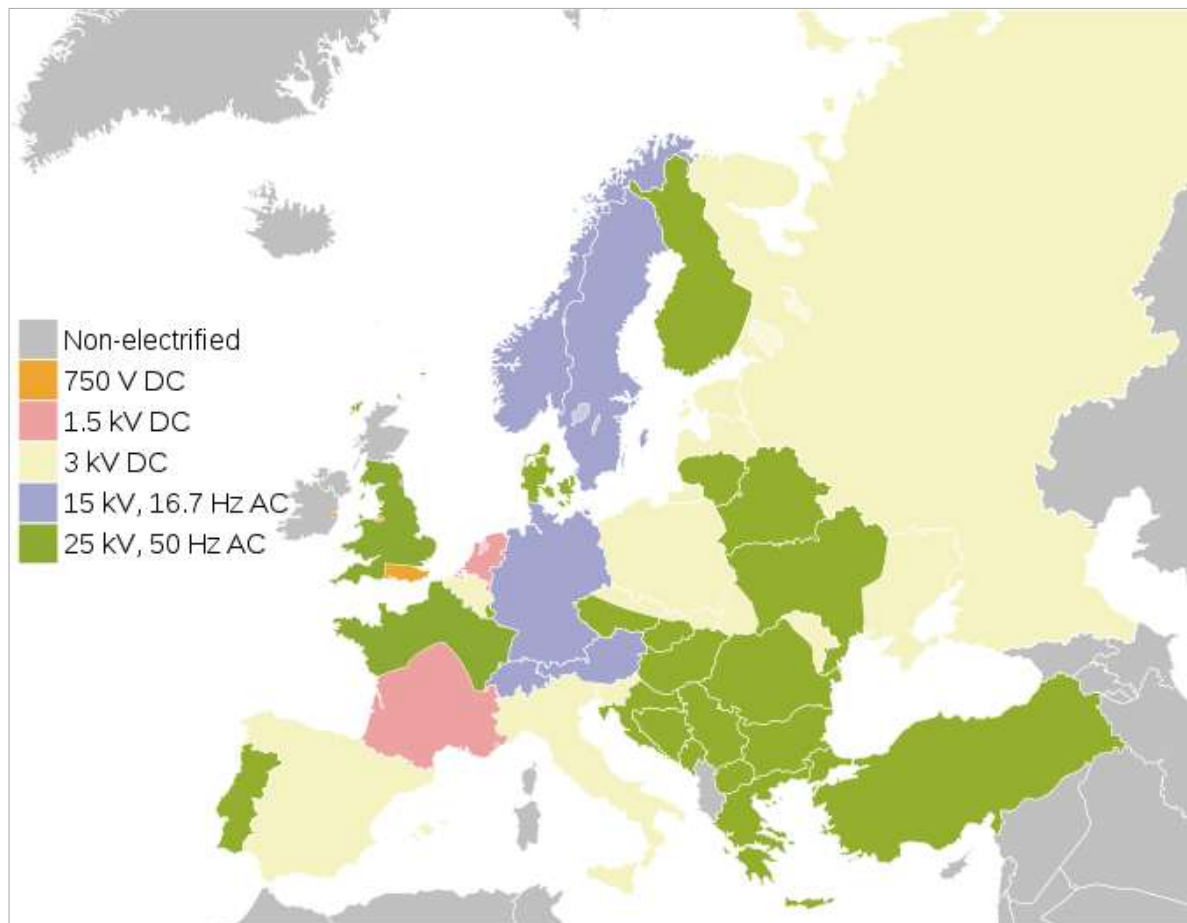 Non-electrified
750 V DC
1.5 kV DC
3 kV DC
15 kV, 16.7 Hz AC
25 kV, 50 Hz AC